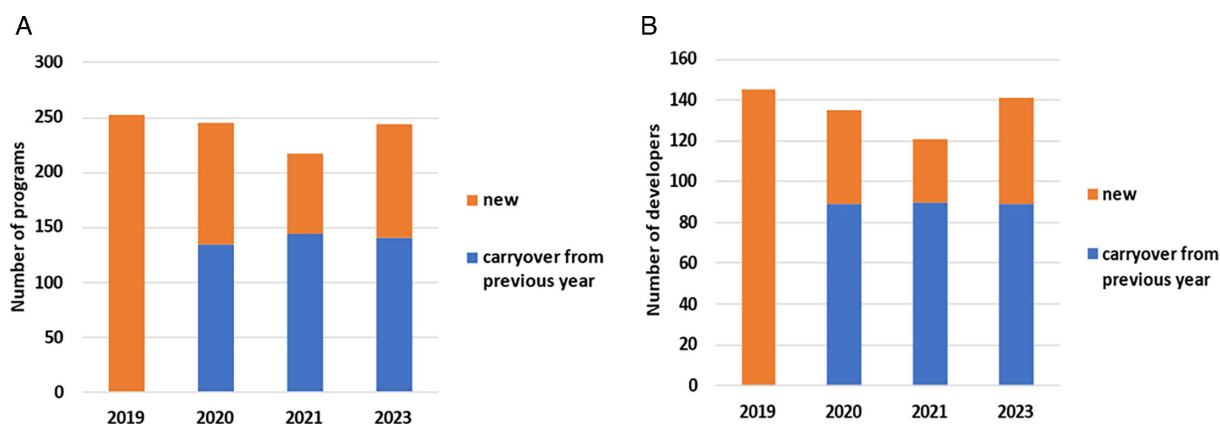 A
Number of programs
300
250
200
150
100
50
0
2019 2020 2021 2023
new
carryover from
previous year
B
Number of developers
160
140
120
100
80
60
40
20
0
2019 2020 2021 2023
new
carryover from
previous year